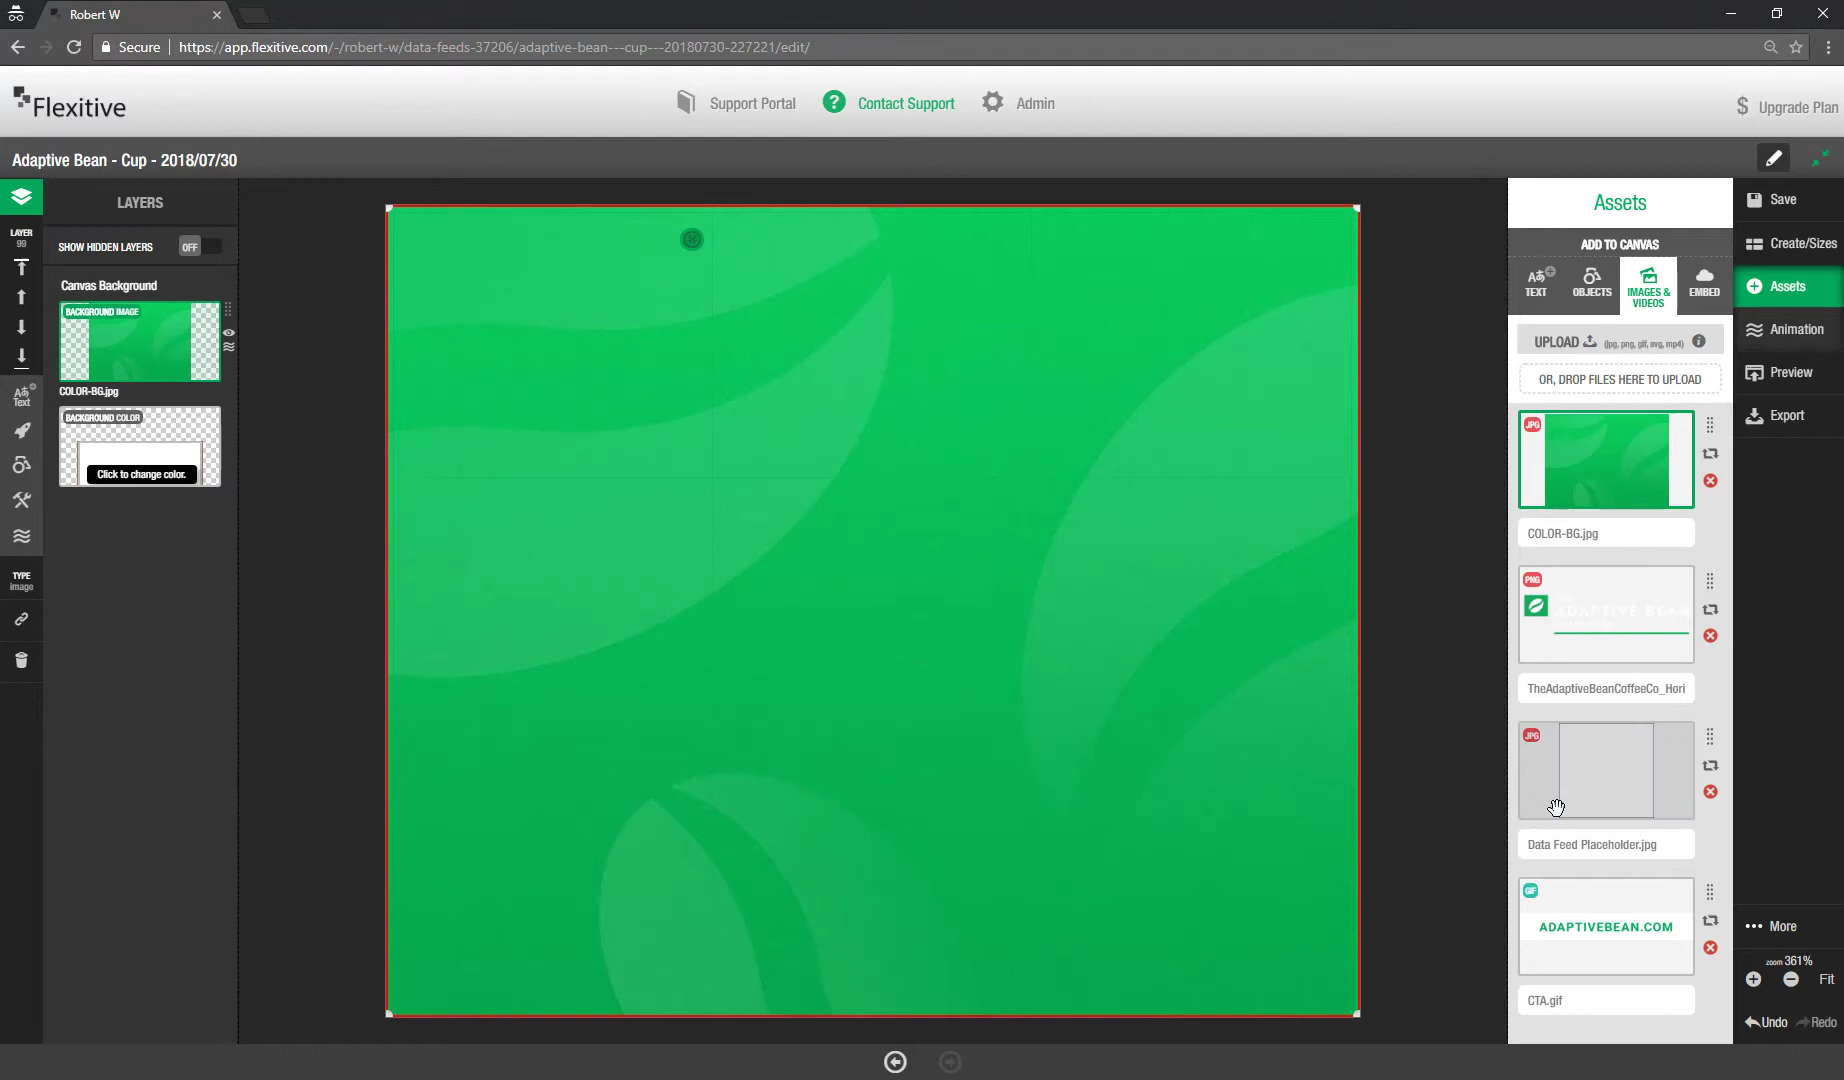 Robert W
Secure
https://app.flexitive.com/-/robert-w/data-feeds-37206/adaptive-bean---cup---20180730-227221/edit/
Flexitive
Support Portal
? Contact Support
Admin
$ Upgrade Plan
Adaptive Bean - Cup - 2018/07/30
LAYERS
LAYER
99
SHOW HIDDEN LAYERS
OFF
Canvas Background
BACKGROUND IMAGE
COLOR-BG.jpg
BACKGROUND COLOR
Click to change color.
Text
TYPE
image
Assets
ADD TO CANVAS
TEXT
OBJECTS
IMAGES &
VIDEOS
EMBED
UPLOAD (jpg, png, gif, svg, mp4)
OR, DROP FILES HERE TO UPLOAD
JPG
COLOR-BG.jpg
PNG
ADAPTIVE BEAN
TheAdaptiveBeanCoffeeCo_Hori
JPG
Data Feed Placeholder.jpg
GIF
ADAPTIVEBEAN.COM
CTA.gif
Save
Create/Sizes
Assets
Animation
Preview
Export
More
zoom 361%
Fit
Undo
Redo